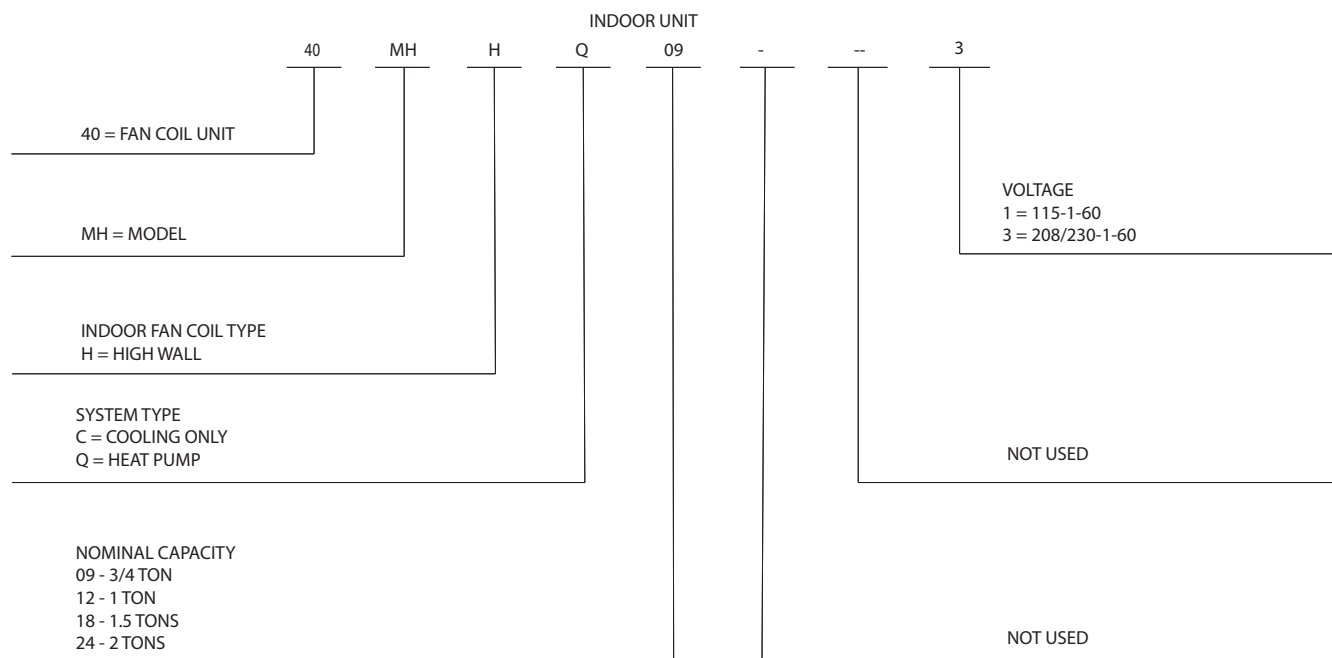 INDOOR UNIT
40 MH H Q 09 - -- 3
40 = FAN COIL UNIT
VOLTAGE
1 = 115-1-60
3 = 208/230-1-60
MH = MODEL
INDOOR FAN COIL TYPE
H = HIGH WALL
SYSTEM TYPE
C = COOLING ONLY
Q = HEAT PUMP
NOT USED
NOMINAL CAPACITY
09 - 3/4 TON
12 - 1 TON
18 - 1.5 TONS
24 - 2 TONS
NOT USED